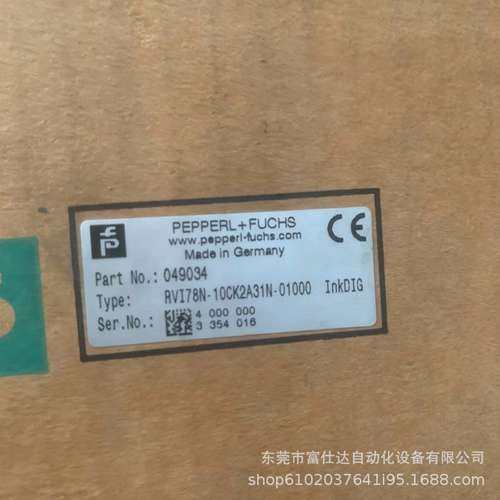 PEPPERL+FUCHS
www.pepperl-fuchs.com
Made in Germany
CE
Part No.: 049034
Type: RVI78N-10CK2A31N-01000 InkDIG
Ser.No.: 4 000 000
3 354 016
东莞市富仕达自动化设备有限公司
shop6102037641l95.1688.com